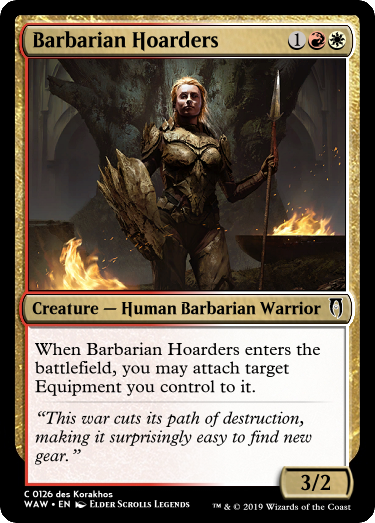 Barbarian Hoarders 1
Creature — Human Barbarian Warrior
When Barbarian Hoarders enters the
battlefield, you may attach target
Equipment you control to it.
“This war cuts its path of destruction,
making it surprisingly easy to find new
gear.”
3/2
C 0126 des Korakhos
WAW • EN Elder Scrolls Legends
™ & © 2019 Wizards of the Coast